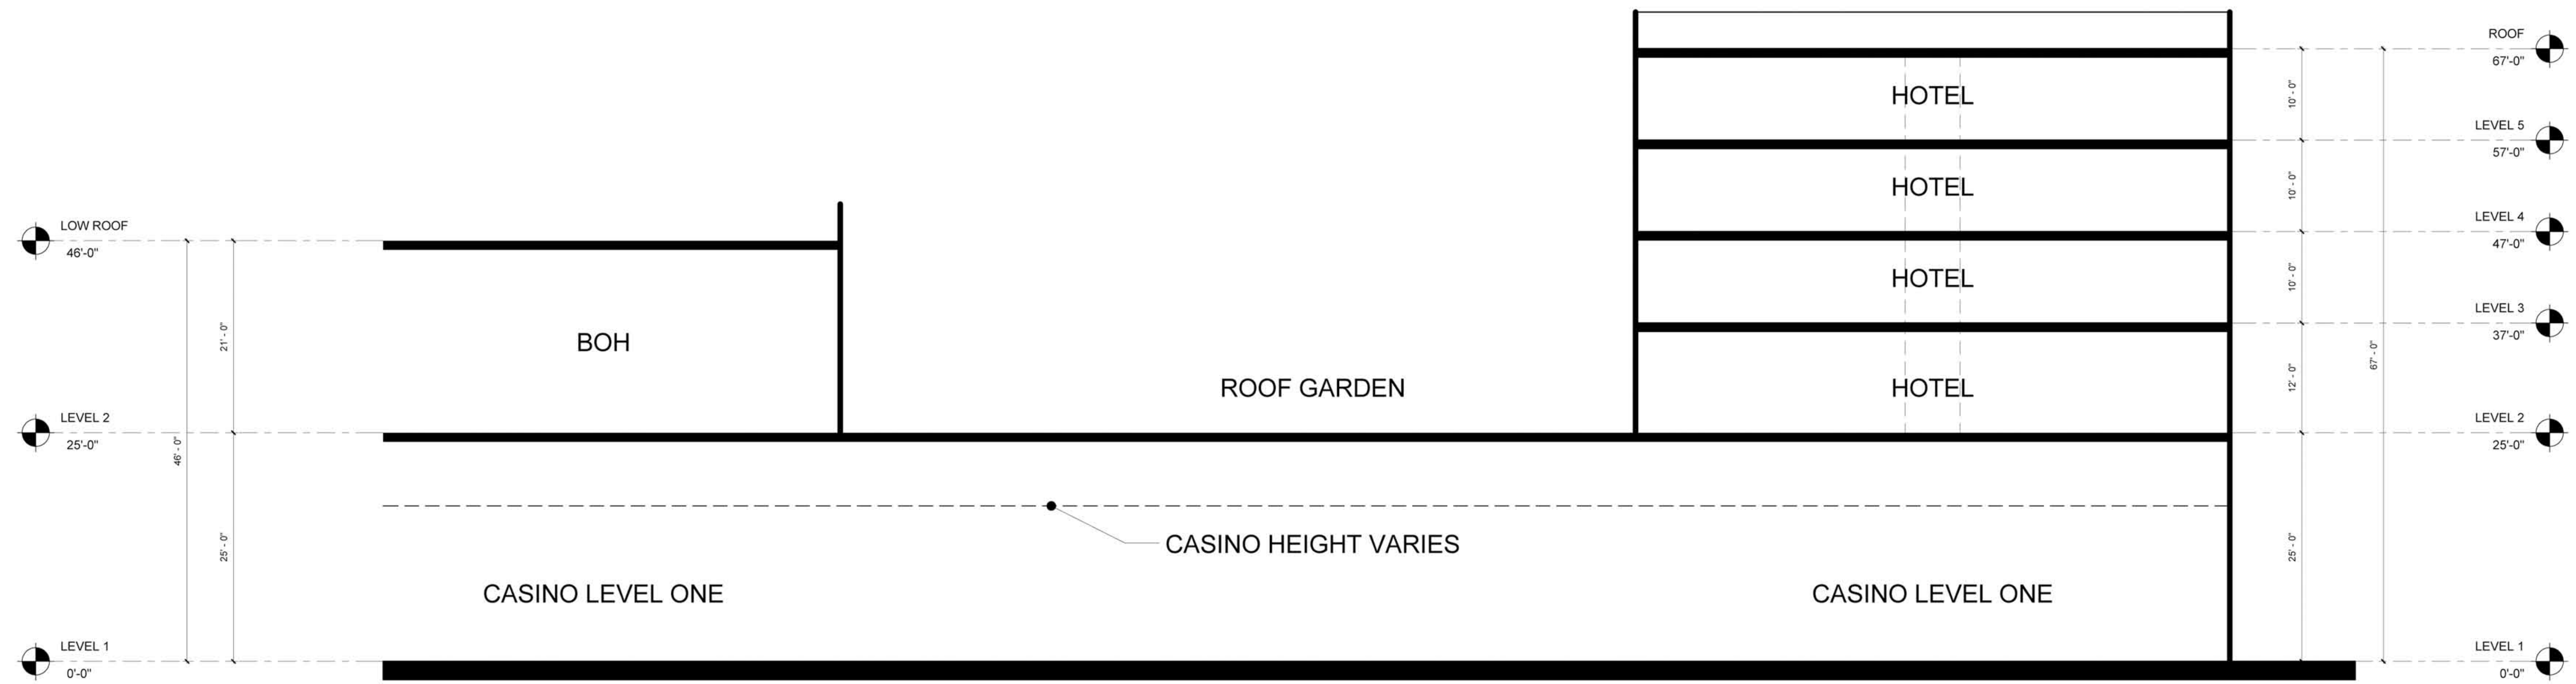 ROOF
67'-0"
HOTEL
10' - 0"
LEVEL 5
57'-0"
HOTEL
10' - 0"
LEVEL 4
47'-0"
LOW ROOF
46'-0"
HOTEL
10' - 0"
LEVEL 3
37'-0"
21' - 0"
BOH
67' - 0"
ROOF GARDEN
HOTEL
12' - 0"
LEVEL 2
25'-0"
LEVEL 2
25'-0"
46' - 0"
25' - 0"
CASINO HEIGHT VARIES
25' - 0"
CASINO LEVEL ONE
CASINO LEVEL ONE
LEVEL 1
0'-0"
LEVEL 1
0'-0"